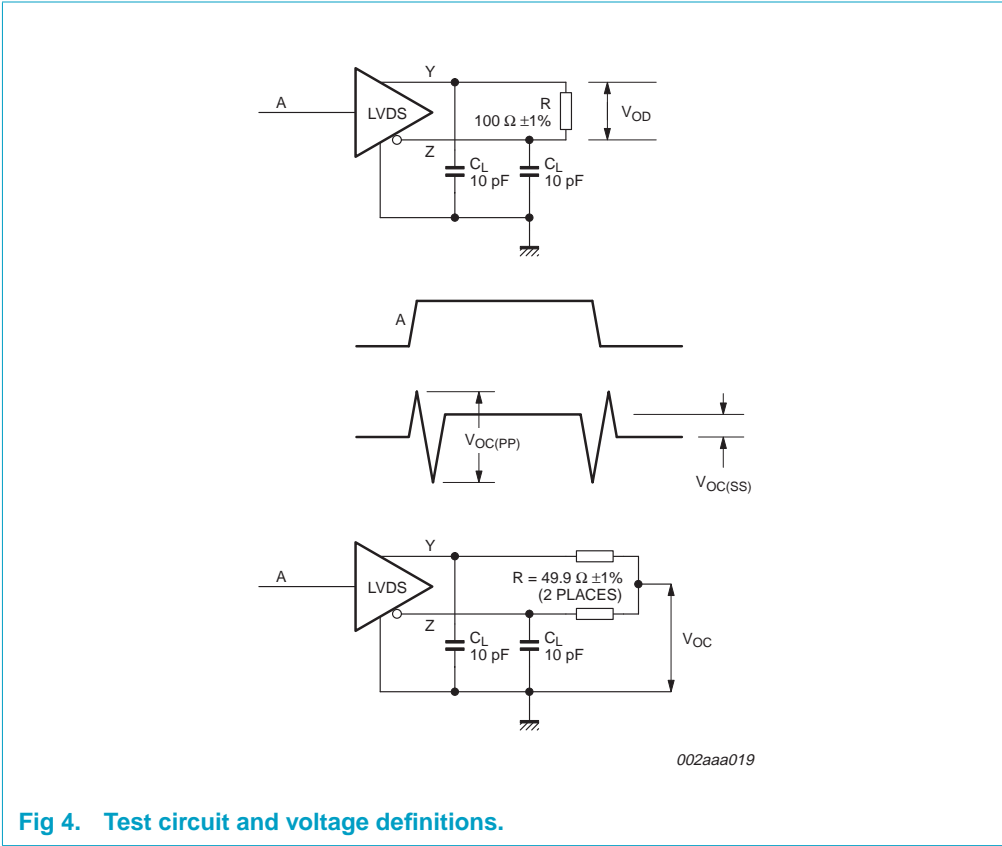 Y
A
LVDS
R
100 Ω ±1%
VOD
Z
CL
10 pF
CL
10 pF
A
VOC(PP)
VOC(SS)
Y
A
LVDS
R = 49.9 Ω ±1%
(2 PLACES)
Z
CL
10 pF
CL
10 pF
VOC
002aaa019
Fig 4. Test circuit and voltage definitions.